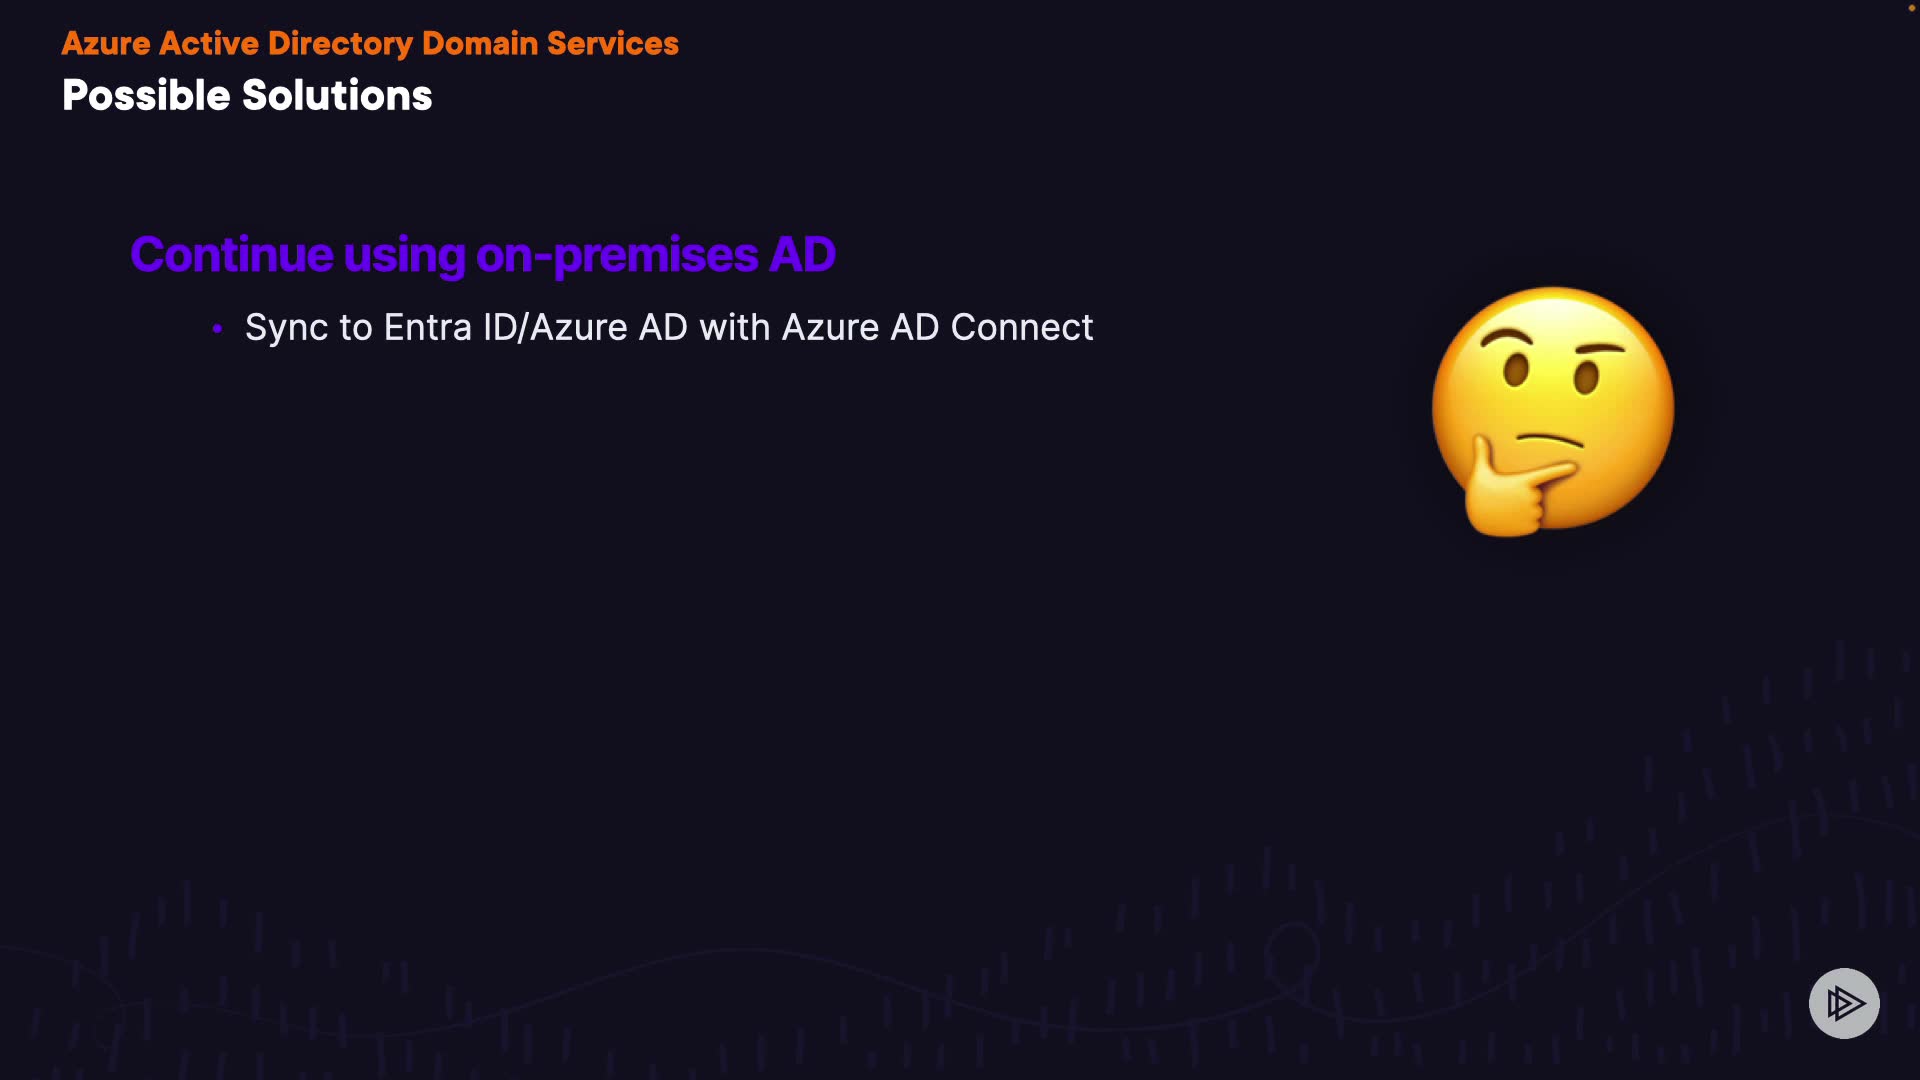 Azure Active Directory Domain Services
Possible Solutions
Continue using on-premises AD
• Sync to Entra ID/Azure AD with Azure AD Connect